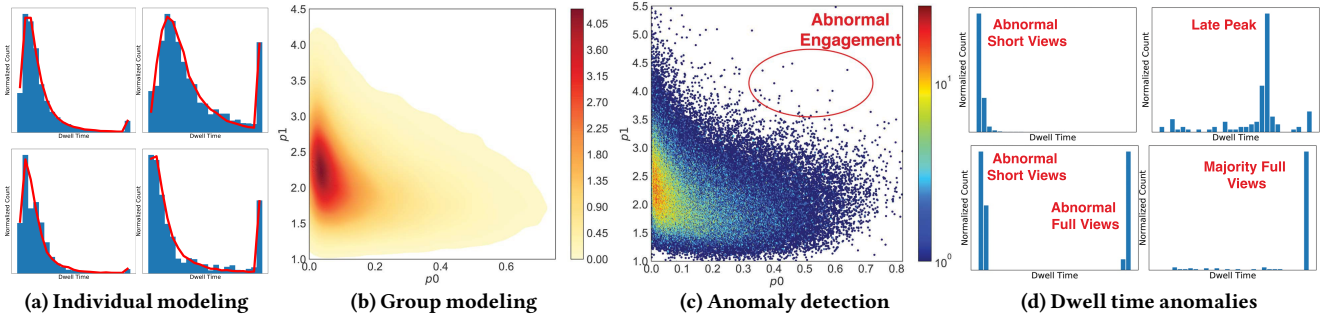 Normalized Count
Dwell Time
Normalized Count
Dwell Time
Normalized Count
Dwell Time
Normalized Count
Dwell Time
(a) Individual modeling
4.5
4.0
3.5
3.0
2.5
2.0
1.5
1.0
p1
0.0 0.2 0.4 0.6
p0
4.05
3.60
3.15
2.70
2.25
1.80
1.35
0.90
0.45
0.00
(b) Group modeling
5.5
5.0
4.5
4.0
3.5
3.0
2.5
2.0
1.5
1.0
p1
Abnormal
Engagement
0.0 0.1 0.2 0.3 0.4 0.5 0.6 0.7 0.8
p0
10¹
10⁰
(c) Anomaly detection
Normalized Count
Abnormal
Short Views
Dwell Time
Normalized Count
Late Peak
Dwell Time
Normalized Count
Abnormal
Short Views
Abnormal
Full Views
Dwell Time
Normalized Count
Majority Full
Views
Dwell Time
(d) Dwell time anomalies